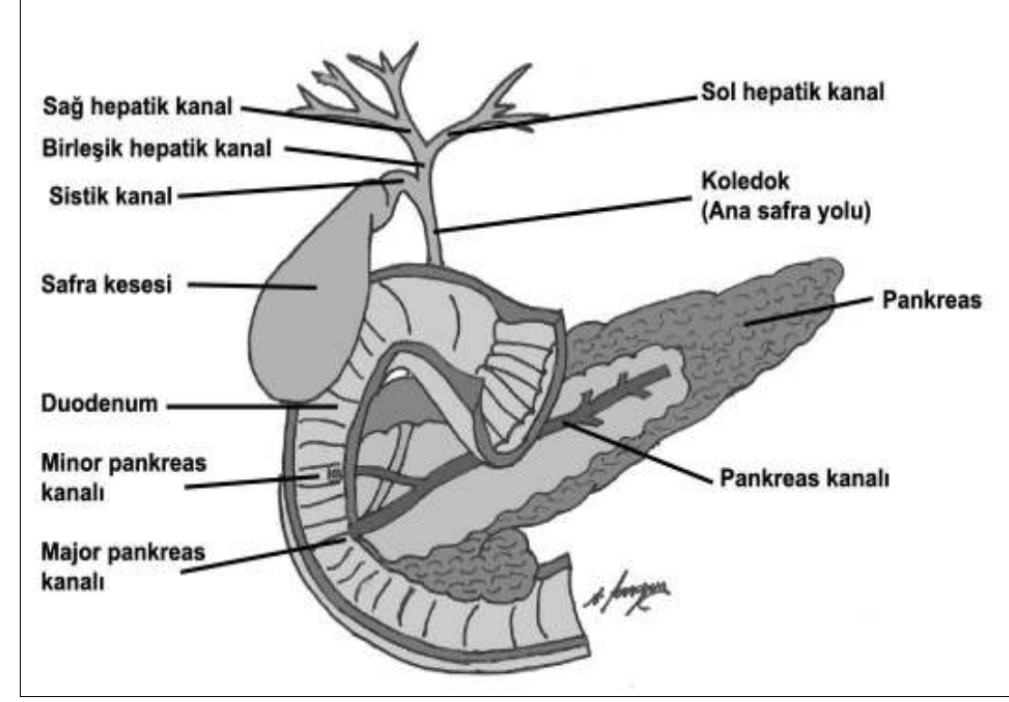 Sağ hepatik kanal
Birleşik hepatik kanal
Sistik kanal
Safra kesesi
Duodenum
Minor pankreas
kanalı
Major pankreas
kanalı
Sol hepatik kanal
Koledok
(Ana safra yolu)
Pankreas
Pankreas kanalı